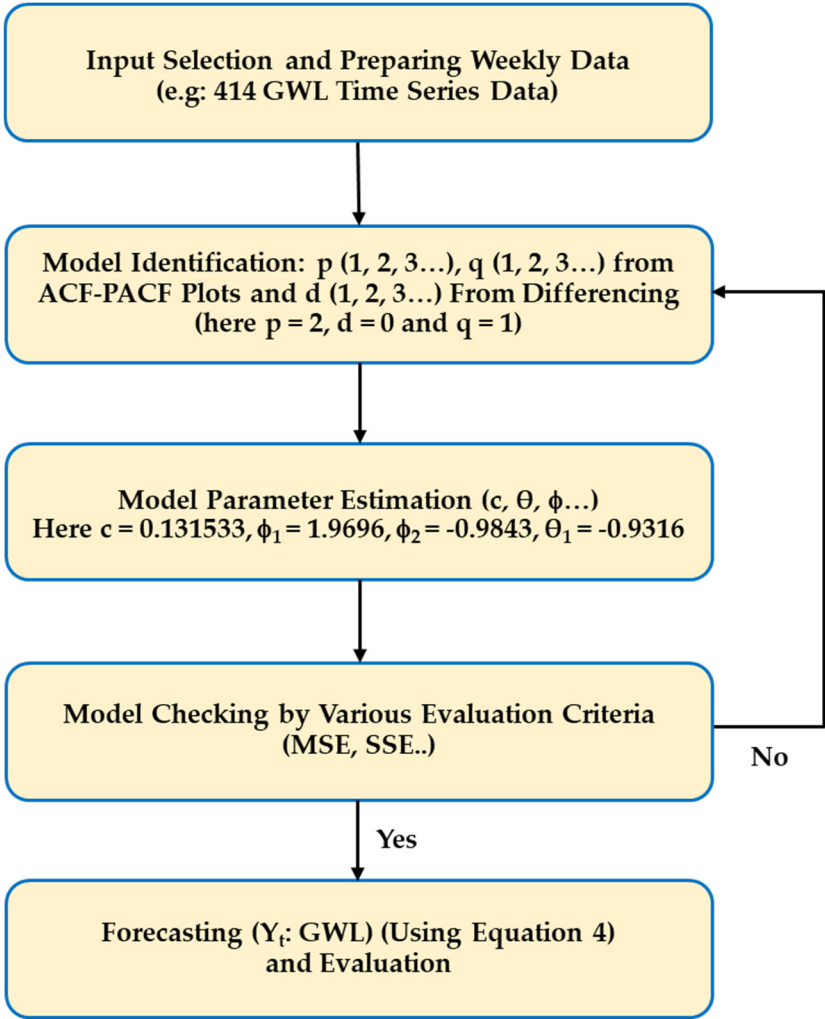 Input Selection and Preparing Weekly Data
(e.g: 414 GWL Time Series Data)
Model Identification: p (1, 2, 3…), q (1, 2, 3…) from
ACF-PACF Plots and d (1, 2, 3…) From Differencing
(here p = 2, d = 0 and q = 1)
Model Parameter Estimation (c, Ө, ϕ…)
Here c = 0.131533, ϕ₁ = 1.9696, ϕ₂ = -0.9843, Ө₁ = -0.9316
Model Checking by Various Evaluation Criteria
(MSE, SSE..)
No
Yes
Forecasting (Yₜ: GWL) (Using Equation 4)
and Evaluation